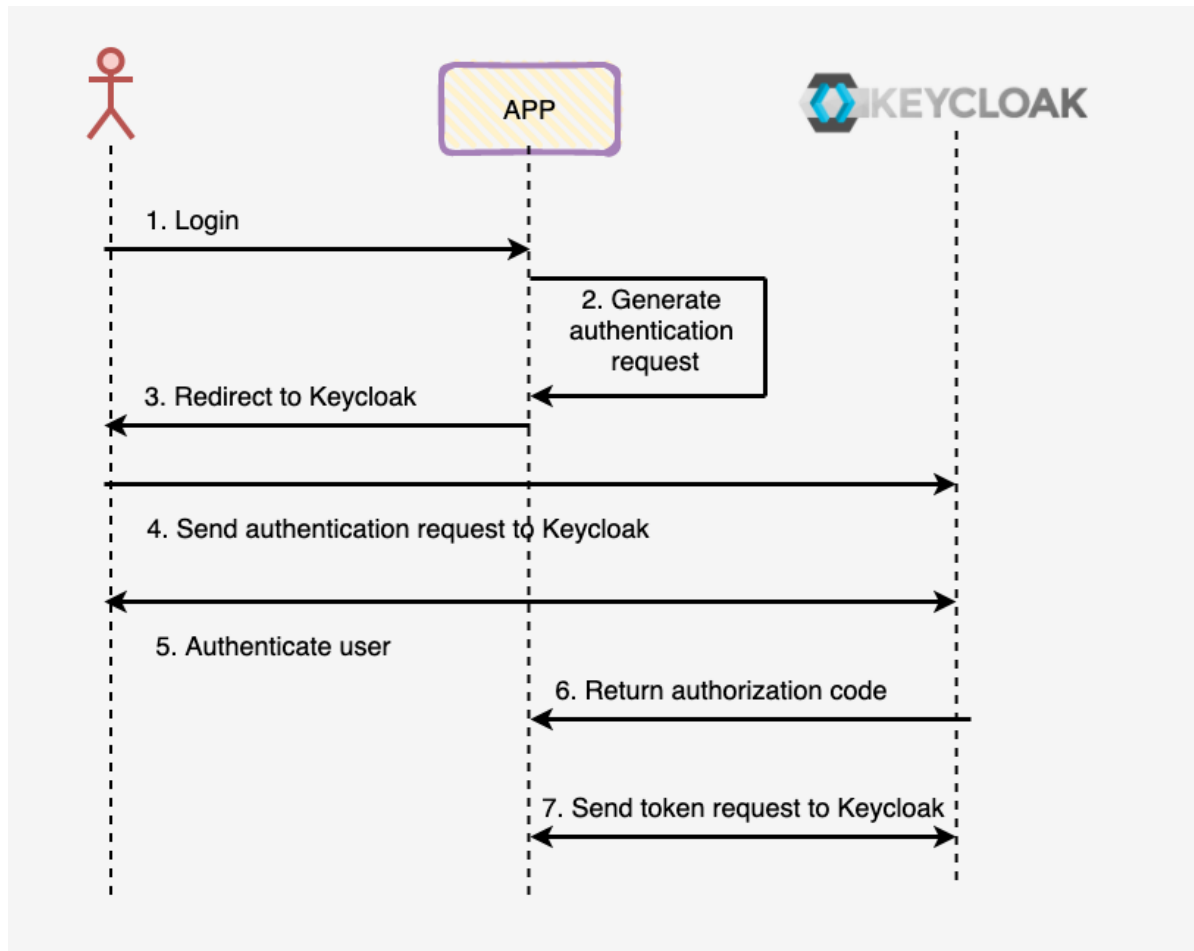 APP
KEYCLOAK
1. Login
2. Generate
authentication
request
3. Redirect to Keycloak
4. Send authentication request to Keycloak
5. Authenticate user
6. Return authorization code
7. Send token request to Keycloak